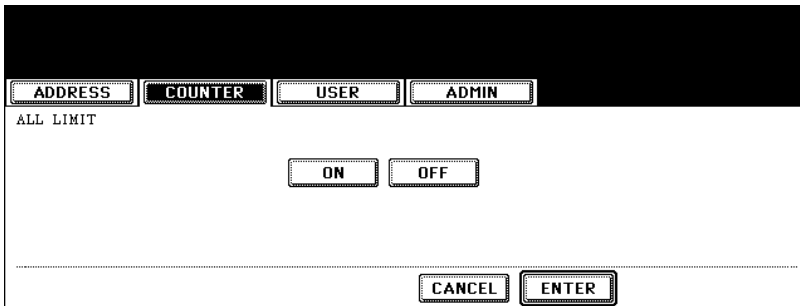 ADDRESS COUNTER USER ADMIN
ALL LIMIT
ON OFF
CANCEL ENTER